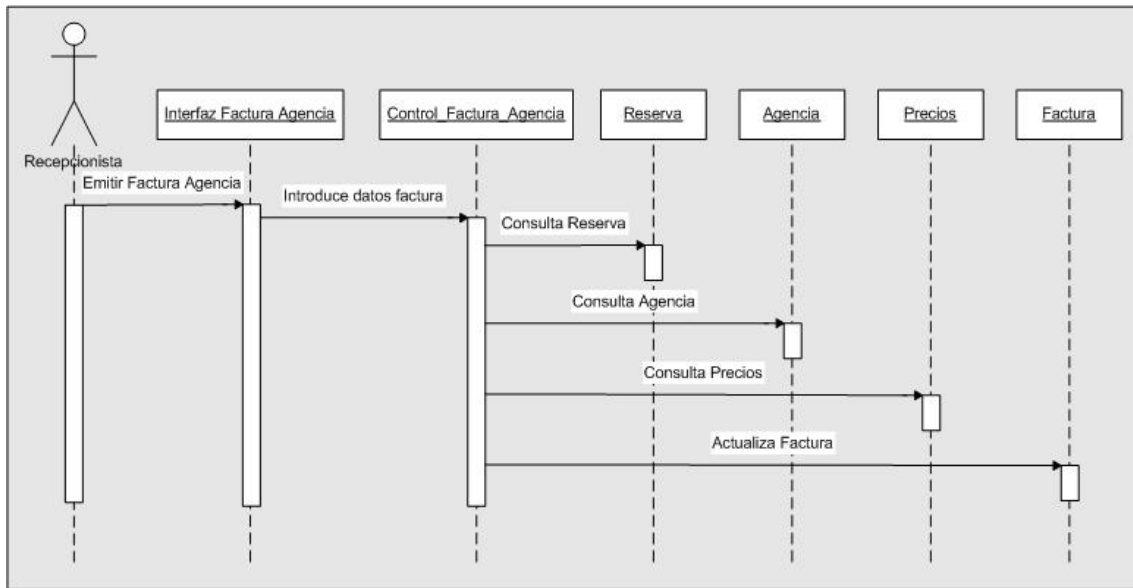 Recepcionista
Interfaz Factura Agencia
Control_Factura_Agencia
Reserva
Agencia
Precios
Factura
Emitir Factura Agencia
Introduce datos factura
Consulta Reserva
Consulta Agencia
Consulta Precios
Actualiza Factura